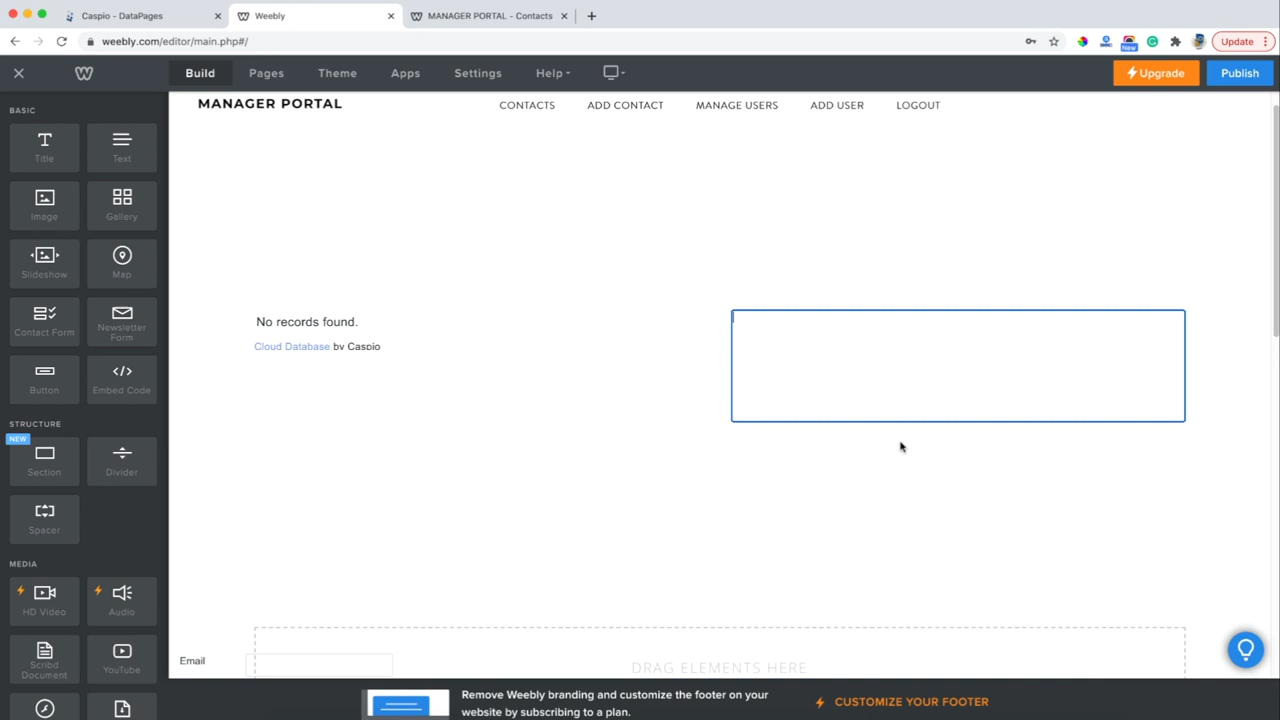 Caspio - DataPages
Weebly
MANAGER PORTAL - Contacts
weebly.com/editor/main.php#/
New
Update
Build
Pages
Theme
Apps
Settings
Help
Upgrade
Publish
BASIC
Title
Text
Image
Gallery
Slideshow
Map
Contact Form
Newsletter
Form
Button
Embed Code
STRUCTURE
NEW
Section
Divider
Spacer
MEDIA
HD Video
Audio
Scribd
Document
YouTube
MANAGER PORTAL
CONTACTS
ADD CONTACT
MANAGE USERS
ADD USER
LOGOUT
No records found.
Cloud Database by Caspio
DRAG ELEMENTS HERE
Email
Remove Weebly branding and customize the footer on your
website by subscribing to a plan.
CUSTOMIZE YOUR FOOTER